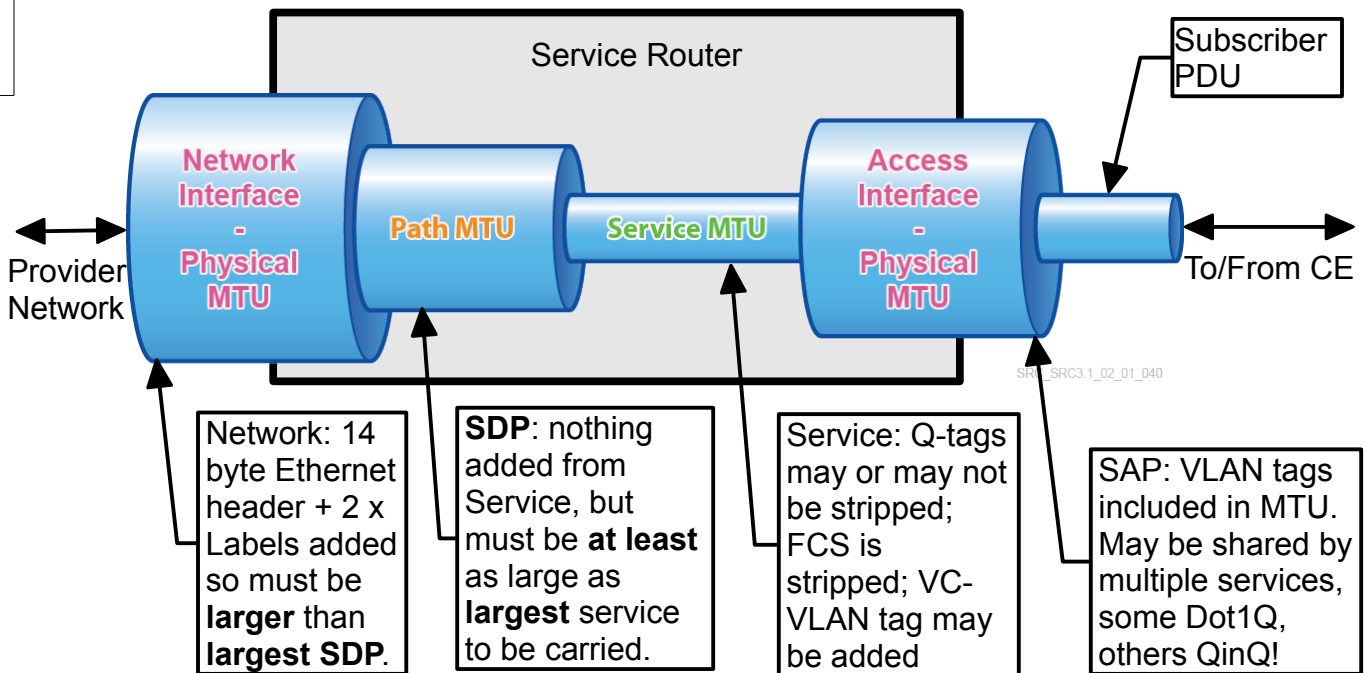 Service Router
Subscriber
PDU
Network
Interface
-
Physical
MTU
Path MTU
Service MTU
Access
Interface
-
Physical
MTU
Provider
Network
To/From CE
SRC_SRC3.1_02_01_040
Network: 14
byte Ethernet
header + 2 x
Labels added
so must be
larger than
largest SDP.
SDP: nothing
added from
Service, but
must be at least
as large as
largest service
to be carried.
Service: Q-tags
may or may not
be stripped;
FCS is
stripped; VC-
VLAN tag may
be added
SAP: VLAN tags
included in MTU.
May be shared by
multiple services,
some Dot1Q,
others QinQ!